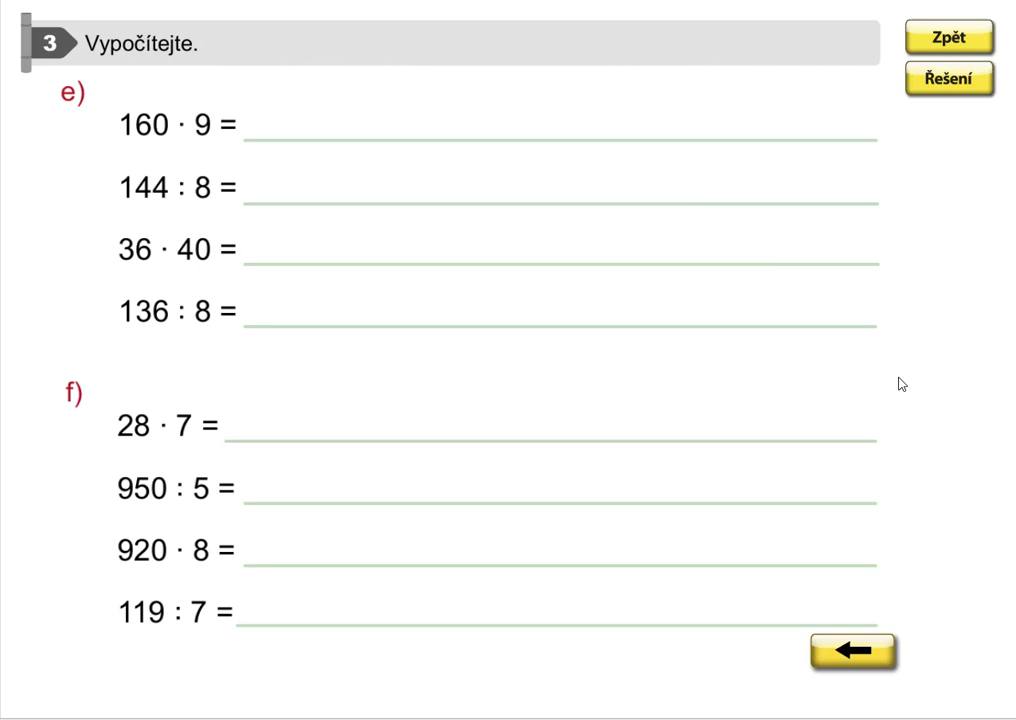 3 Vypočítejte.
Zpět
Řešení
e)
160 · 9 =
144 : 8 =
36 · 40 =
136 : 8 =
f)
28 · 7 =
950 : 5 =
920 · 8 =
119 : 7 =